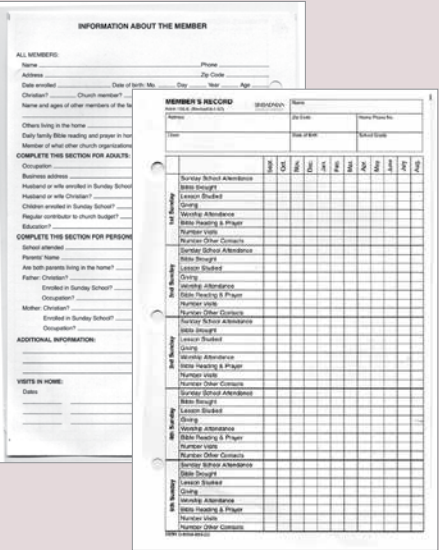 INFORMATION ABOUT THE MEMBER
ALL MEMBERS:
Name Phone
Address Zip Code
Date enrolled Date of birth: Mo. Day Year Age
Christian? Church member?
Name and ages of other members of the fa
Others living in the home
Daily family Bible reading and prayer in hom
Member of what other church organizations
COMPLETE THIS SECTION FOR ADULTS:
Occupation
Business address
Husband or wife enrolled in Sunday School
Husband or wife Christian?
Children enrolled in Sunday School?
Regular contributor to church budget?
Education?
COMPLETE THIS SECTION FOR PERSONS
School attended
Parents' Name
Are both parents living in the home?
Father: Christian?
Enrolled in Sunday School?
Occupation?
Mother: Christian?
Enrolled in Sunday School?
Occupation?
ADDITIONAL INFORMATION:
VISITS IN HOME:
Dates
MEMBER'S RECORD
BROADMAN
Name
Address Zip Code Home Phone No.
Class Date of Birth School Grade
Sept. Oct. Nov. Dec. Jan. Feb. Mar. Apr. May June July Aug.
1st Sunday
Sunday School Attendance
Bible Brought
Lesson Studied
Giving
Worship Attendance
Bible Reading & Prayer
Number Visits
Number Other Contacts
2nd Sunday
Sunday School Attendance
Bible Brought
Lesson Studied
Giving
Worship Attendance
Bible Reading & Prayer
Number Visits
Number Other Contacts
3rd Sunday
Sunday School Attendance
Bible Brought
Lesson Studied
Giving
Worship Attendance
Bible Reading & Prayer
Number Visits
Number Other Contacts
4th Sunday
Sunday School Attendance
Bible Brought
Lesson Studied
Giving
Worship Attendance
Bible Reading & Prayer
Number Visits
Number Other Contacts
5th Sunday
Sunday School Attendance
Bible Brought
Lesson Studied
Giving
Worship Attendance
Bible Reading & Prayer
Number Visits
Number Other Contacts